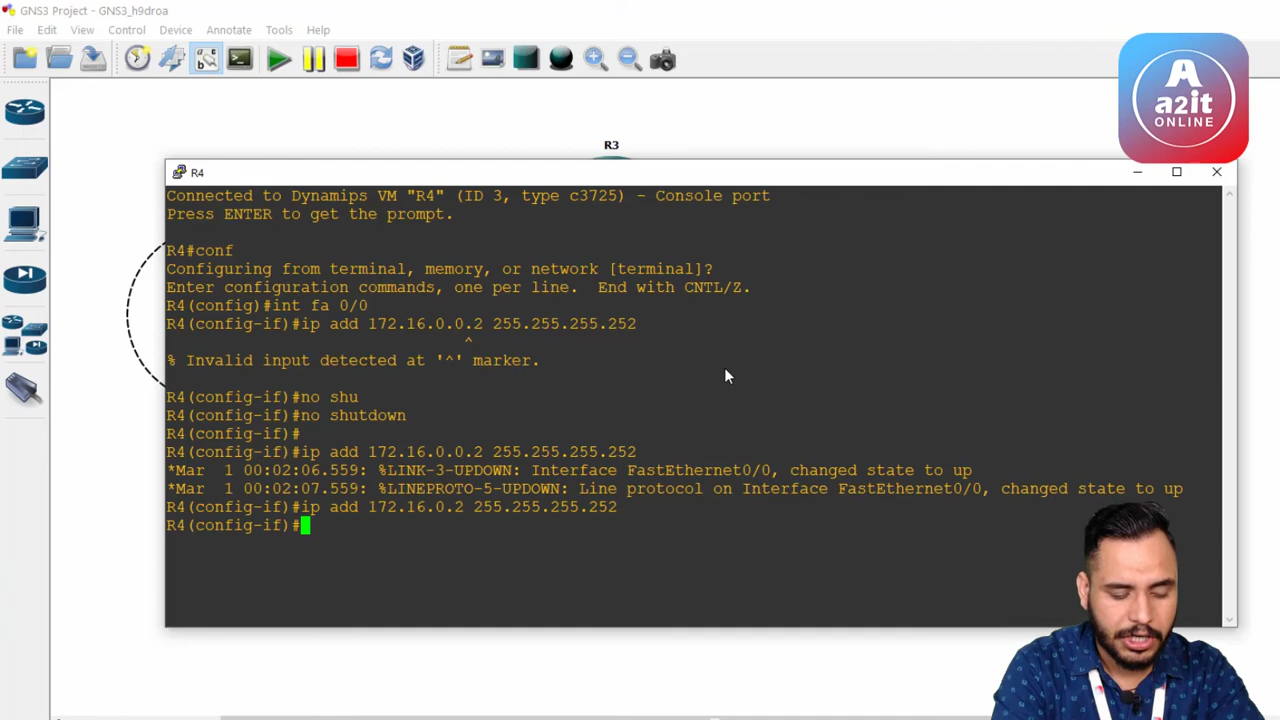 GNS3 Project - GNS3_h9droa
File Edit View Control Device Annotate Tools Help
A
a2it
ONLINE
R3
R4
Connected to Dynamips VM "R4" (ID 3, type c3725) - Console port
Press ENTER to get the prompt.
R4#conf
Configuring from terminal, memory, or network [terminal]?
Enter configuration commands, one per line.  End with CNTL/Z.
R4(config)#int fa 0/0
R4(config-if)#ip add 172.16.0.0.2 255.255.255.252
^
% Invalid input detected at '^' marker.
R4(config-if)#no shu
R4(config-if)#no shutdown
R4(config-if)#
R4(config-if)#ip add 172.16.0.0.2 255.255.255.252
*Mar  1 00:02:06.559: %LINK-3-UPDOWN: Interface FastEthernet0/0, changed state to up
*Mar  1 00:02:07.559: %LINEPROTO-5-UPDOWN: Line protocol on Interface FastEthernet0/0, changed state to up
R4(config-if)#ip add 172.16.0.2 255.255.255.252
R4(config-if)#